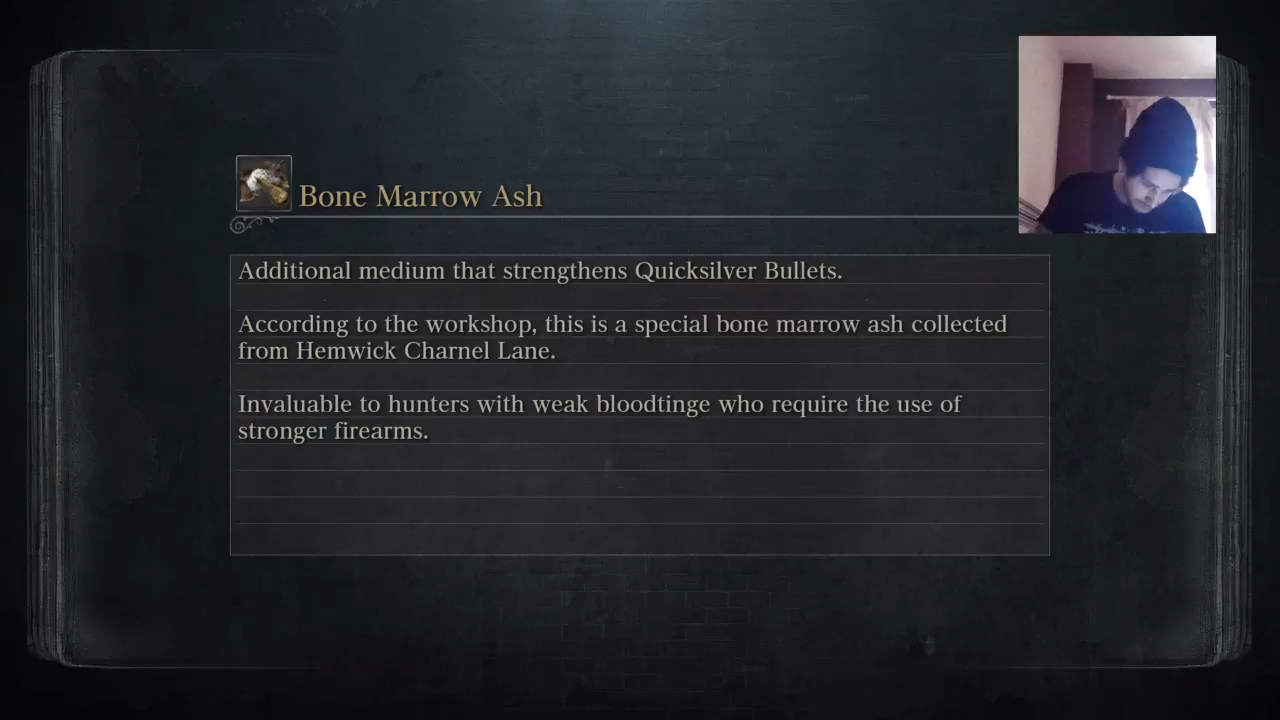 Bone Marrow Ash
Additional medium that strengthens Quicksilver Bullets.
According to the workshop, this is a special bone marrow ash collected
from Hemwick Charnel Lane.
Invaluable to hunters with weak bloodtinge who require the use of
stronger firearms.